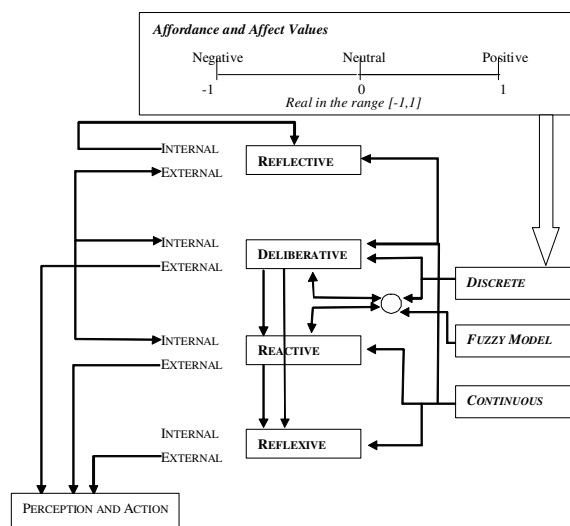 Affordance and Affect Values
Negative Neutral Positive
-1 0 1
Real in the range [-1,1]
INTERNAL
REFLECTIVE
EXTERNAL
INTERNAL
DELIBERATIVE
EXTERNAL
DISCRETE
FUZZY MODEL
INTERNAL
REACTIVE
EXTERNAL
CONTINUOUS
INTERNAL
REFLEXIVE
EXTERNAL
PERCEPTION AND ACTION